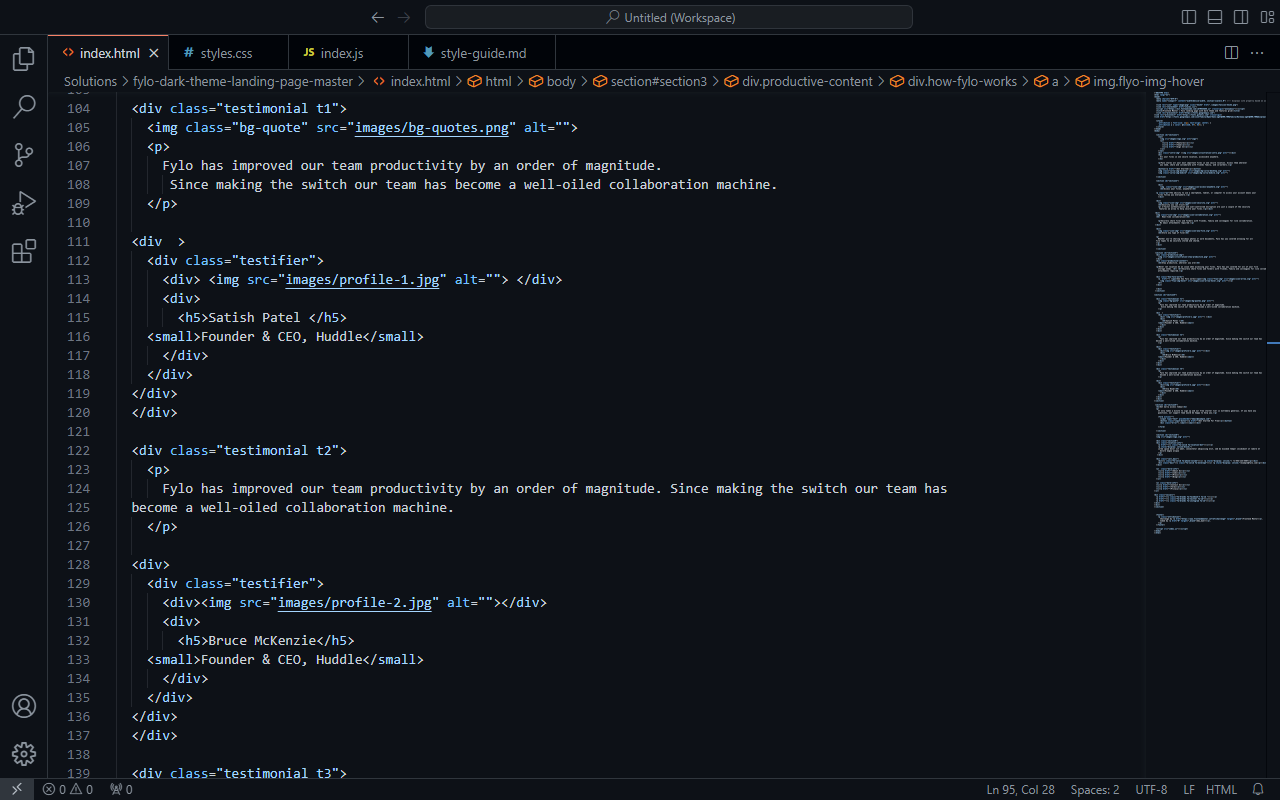 Untitled (Workspace)
index.html
styles.css
JS index.js
style-guide.md
Solutions > fylo-dark-theme-landing-page-master > index.html > html > body > section#section3 > div.productive-content > div.how-fylo-works > a > img.flyo-img-hover
104 <div class="testimonial t1">
105 <img class="bg-quote" src="images/bg-quotes.png" alt="">
106 <p>
107 Fylo has improved our team productivity by an order of magnitude.
108 Since making the switch our team has become a well-oiled collaboration machine.
109 </p>
110
111 <div  >
112 <div class="testifier">
113 <div> <img src="images/profile-1.jpg" alt=""> </div>
114 <div>
115 <h5>Satish Patel </h5>
116 <small>Founder & CEO, Huddle</small>
117 </div>
118 </div>
119 </div>
120 </div>
121
122 <div class="testimonial t2">
123 <p>
124 Fylo has improved our team productivity by an order of magnitude. Since making the switch our team has
125 become a well-oiled collaboration machine.
126 </p>
127
128 <div>
129 <div class="testifier">
130 <div><img src="images/profile-2.jpg" alt=""></div>
131 <div>
132 <h5>Bruce McKenzie</h5>
133 <small>Founder & CEO, Huddle</small>
134 </div>
135 </div>
136 </div>
137 </div>
138
139 <div class="testimonial t3">
0 0 0
Ln 95, Col 28
Spaces: 2
UTF-8
LF
HTML